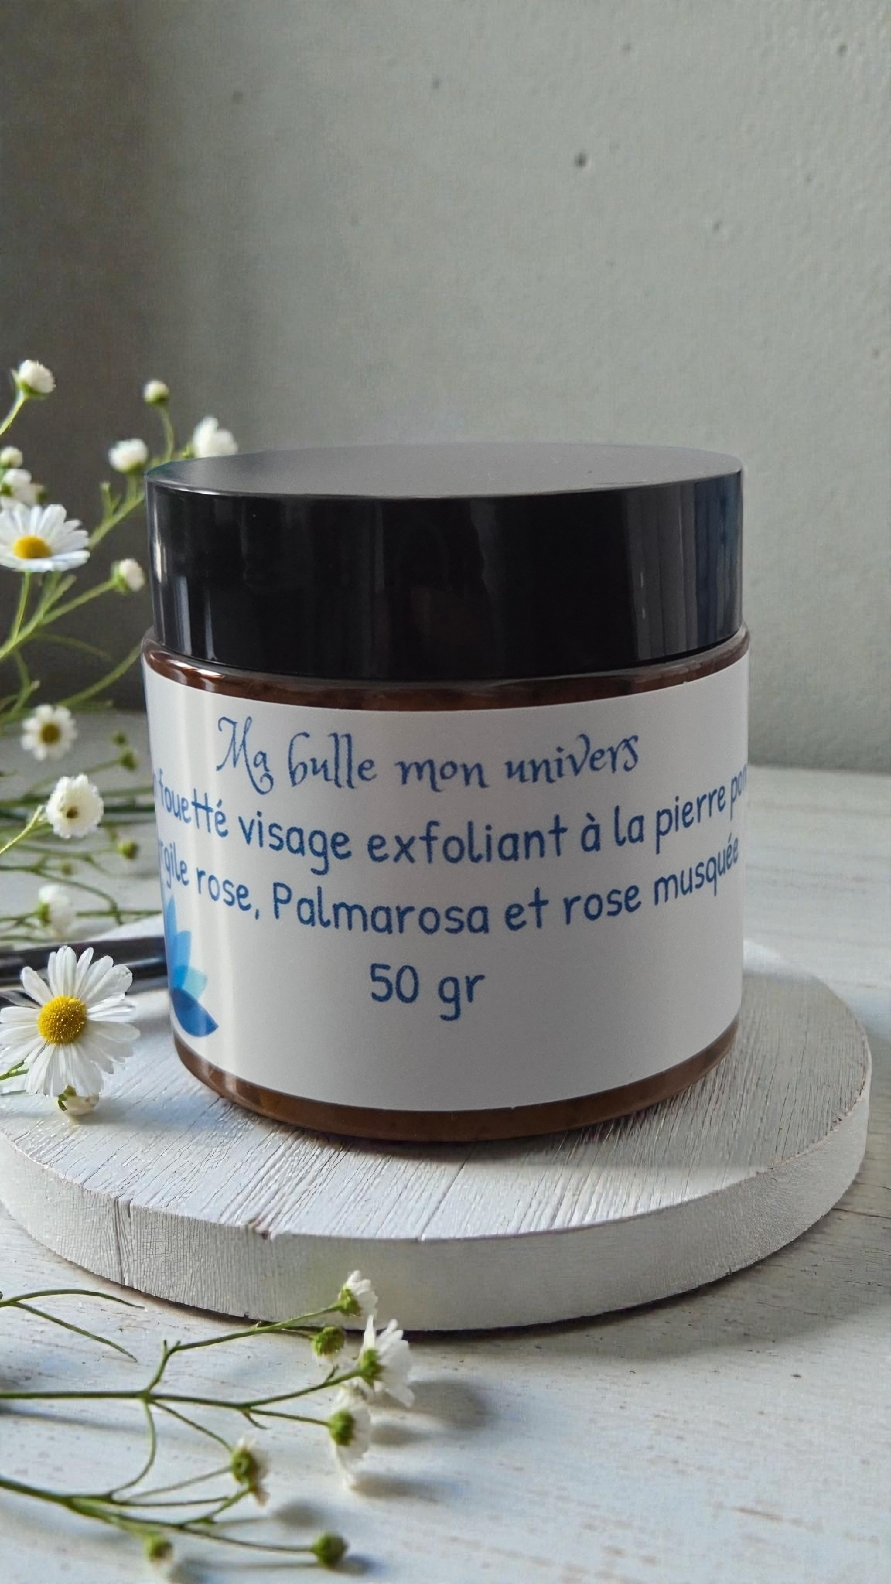 Ma bulle mon univers
fouetté visage exfoliant à la pierre
rose, Palmarosa et rose musquée
50 gr